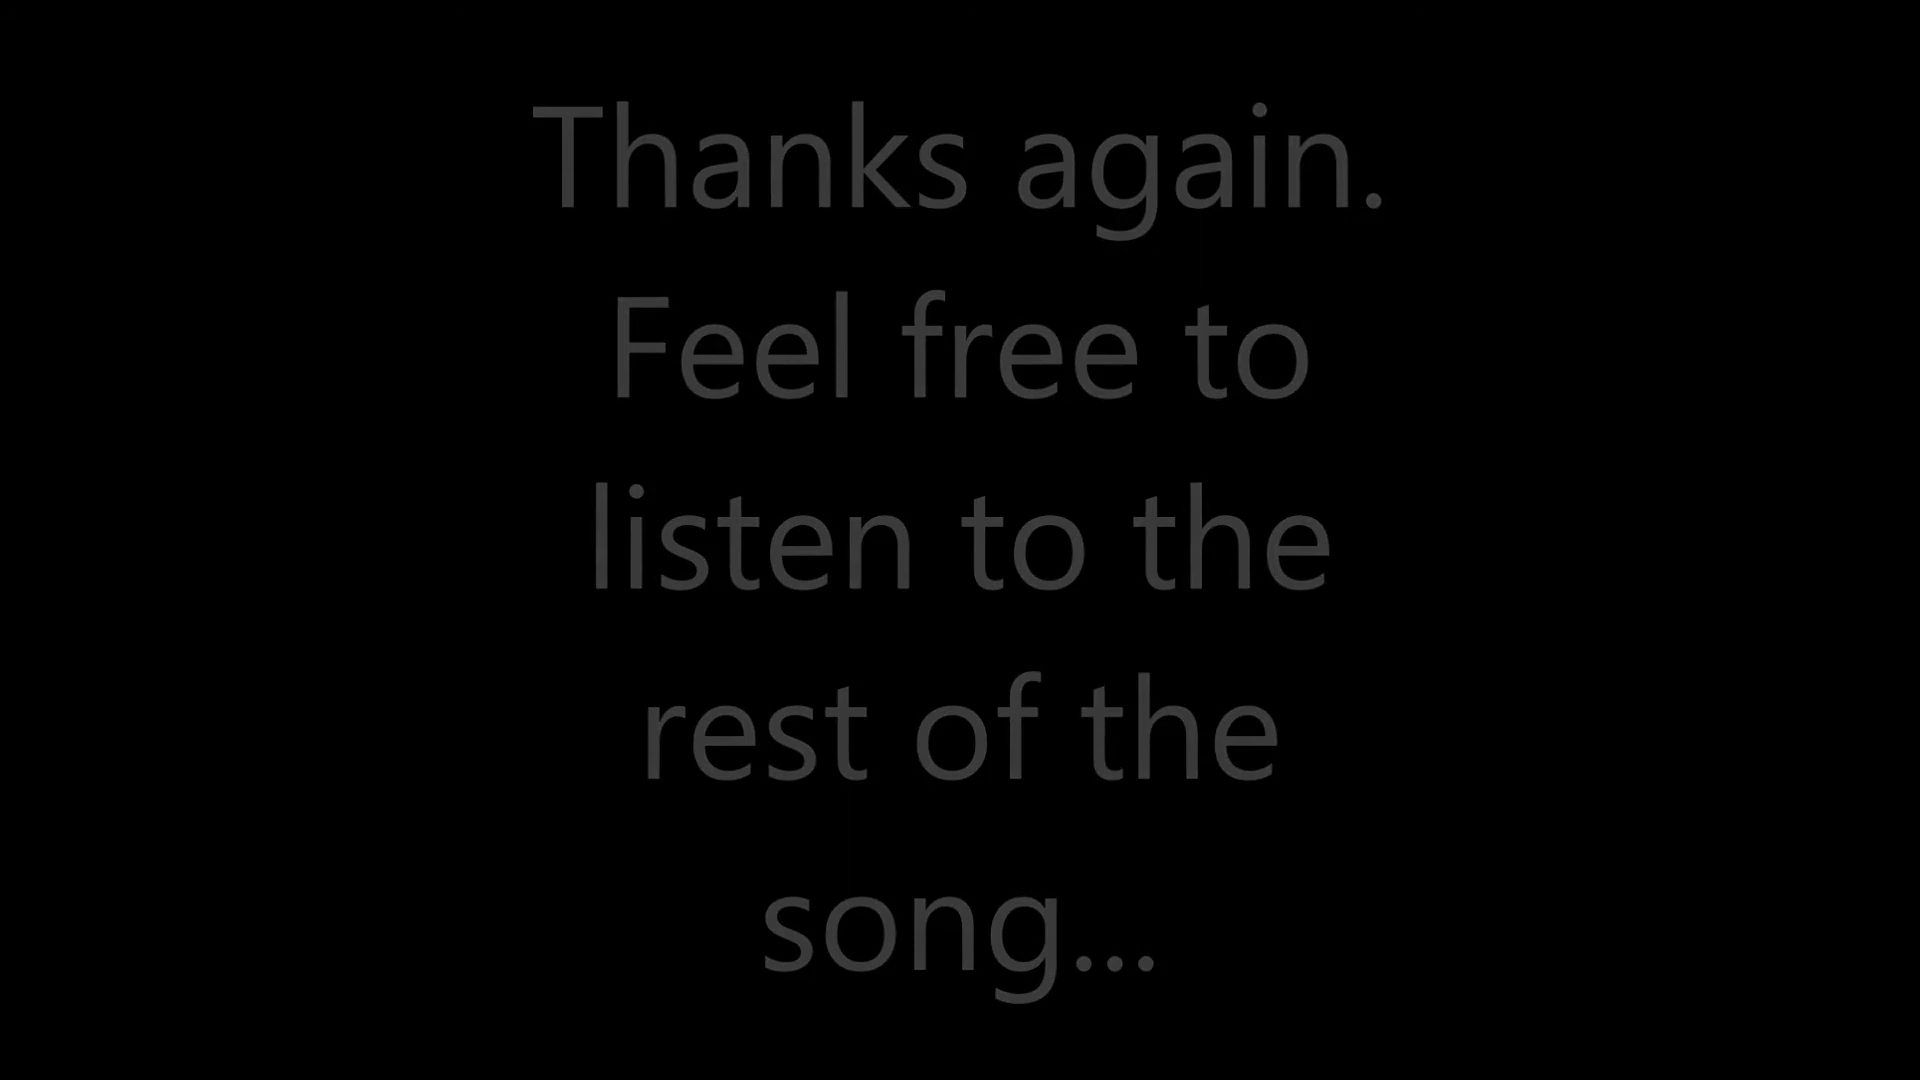 Thanks again.
Feel free to
listen to the
rest of the
song...